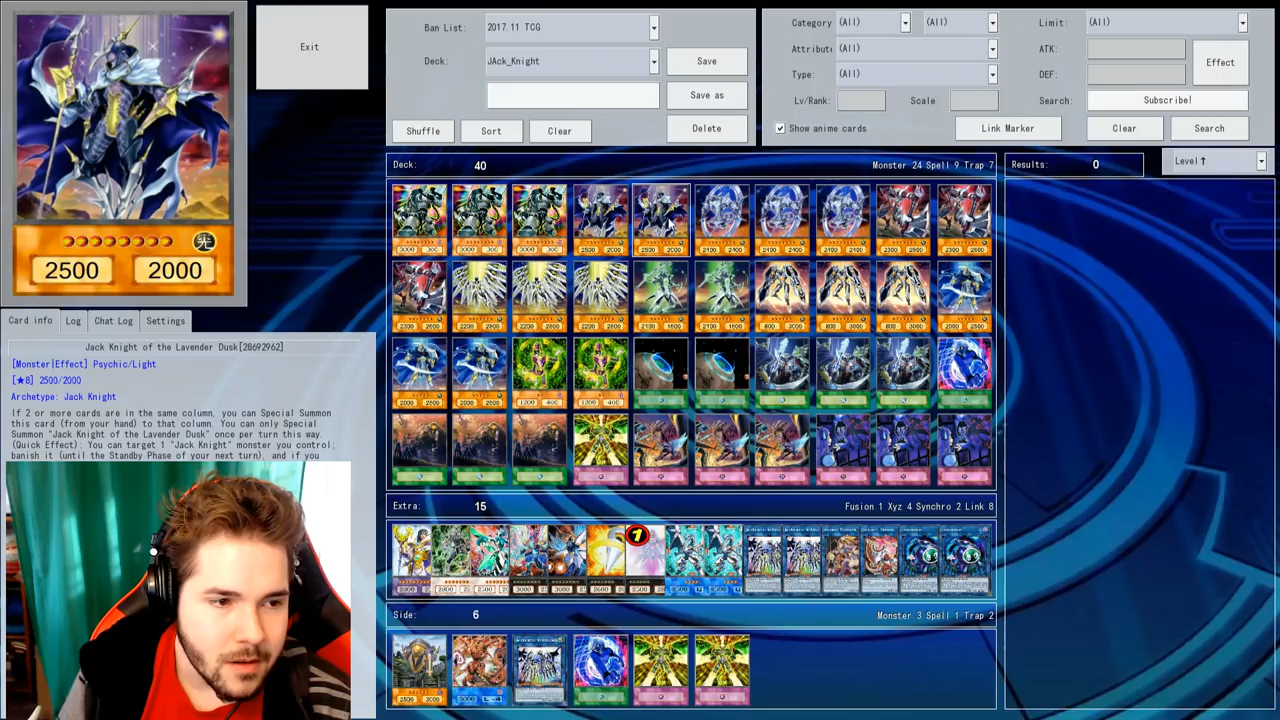 Exit
光
2500 2000
Card info Log Chat Log Settings
Jack Knight of the Lavender Dusk[28692962]
[Monster|Effect] Psychic/Light
[★8] 2500/2000
Archetype: Jack Knight
If 2 or more cards are in the same column, you can Special Summon
this card (from your hand) to that column. You can only Special
Summon "Jack Knight of the Lavender Dusk" once per turn this way.
(Quick Effect): You can target 1 "Jack Knight" monster you control;
banish it (until the Standby Phase of your next turn), and if you
Ban List: 2017.11 TCG
Deck: JAck_Knight Save
Save as
Shuffle Sort Clear Delete
Category (All) (All) Limit: (All)
Attribute (All) ATK:
Type: (All) DEF: Effect
Lv/Rank: Scale Search: Subscribe!
Show anime cards Link Marker Clear Search
Deck: 40 Monster 24 Spell 9 Trap 7
Results: 0 Level↑
Extra: 15 Fusion 1 Xyz 4 Synchro 2 Link 8
1
Side: 6 Monster 3 Spell 1 Trap 2